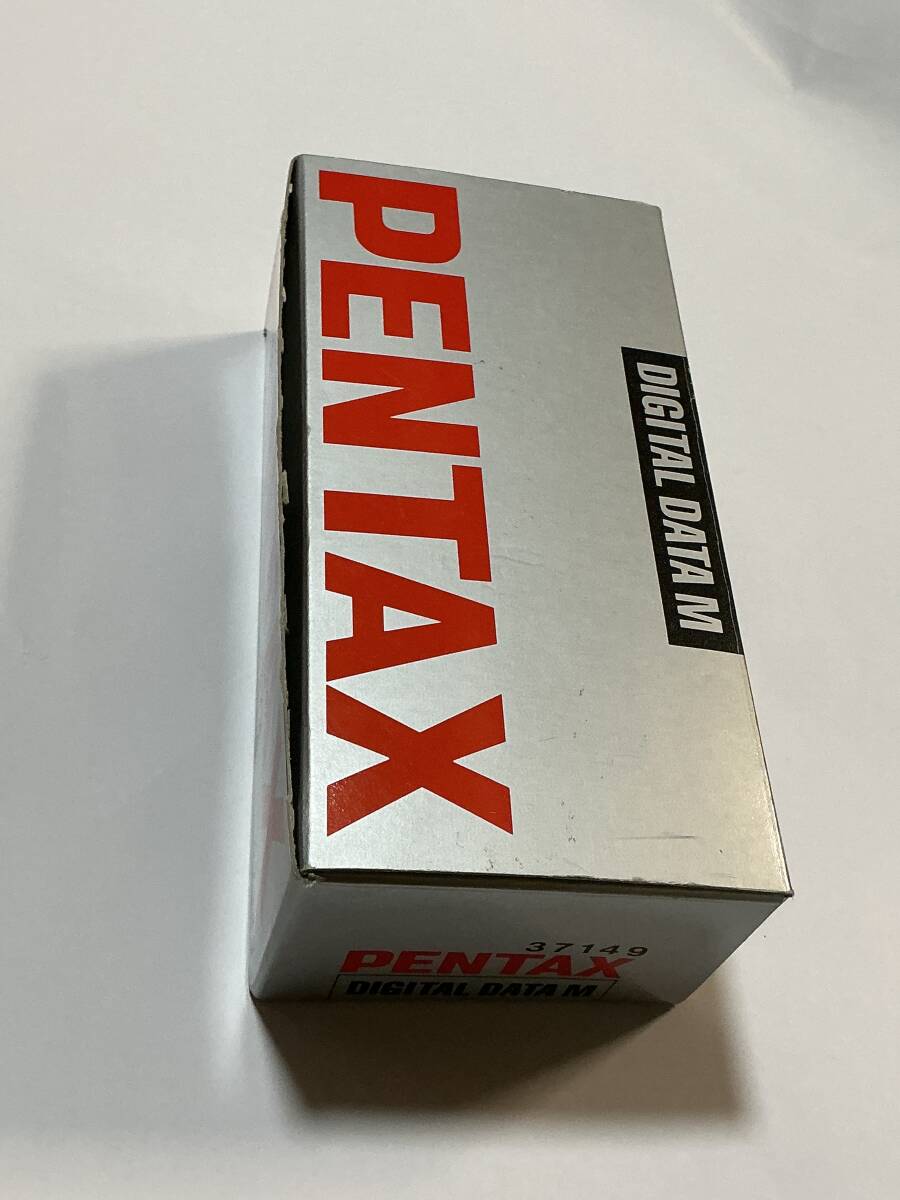 PENTAX
DIGITAL DATA M
37149
PENTAX
DIGITAL DATA M